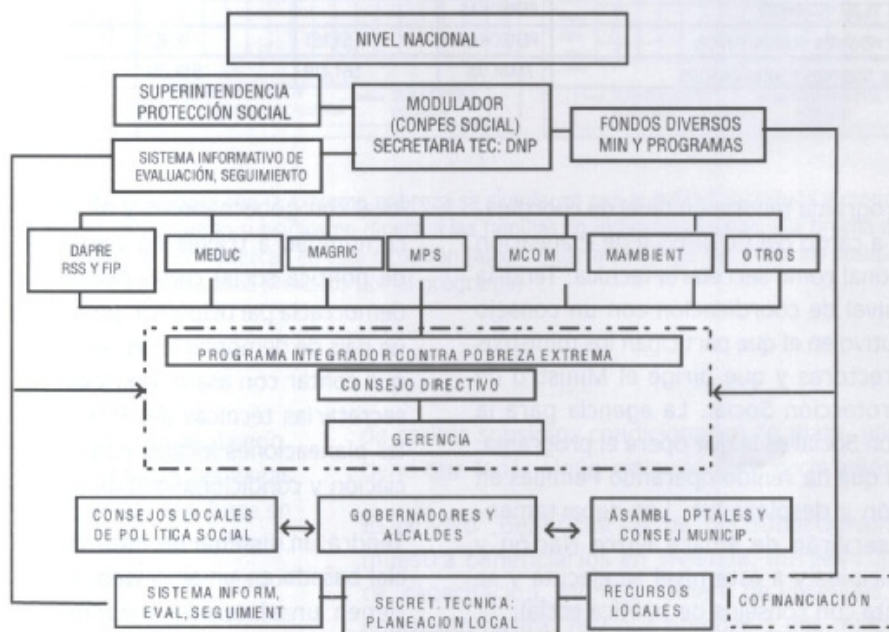 NIVEL NACIONAL
SUPERINTENDENCIA
PROTECCIÓN SOCIAL
MODULADOR
(CONPES SOCIAL)
SECRETARIA TEC: DNP
FONDOS DIVERSOS
MIN Y PROGRAMAS
SISTEMA INFORMATIVO DE
EVALUACIÓN, SEGUIMIENTO
DAPRE
RSS Y FIP
MEDUC
MAGRIC
MPS
MCOM
MAMBIENT
OTROS
PROGRAMA INTEGRADOR CONTRA POBREZA EXTREMA
CONSEJO DIRECTIVO
GERENCIA
CONSEJOS LOCALES
DE POLÍTICA SOCIAL
GOBERNADORES Y
ALCALDES
ASAMBL. DPTALES Y
CONSEJ MUNICIP
SISTEMA INFORM,
EVAL, SEGUIMIENT
SECRET. TECNICA:
PLANEACION LOCAL
RECURSOS
LOCALES
COFINANCIACIÓN